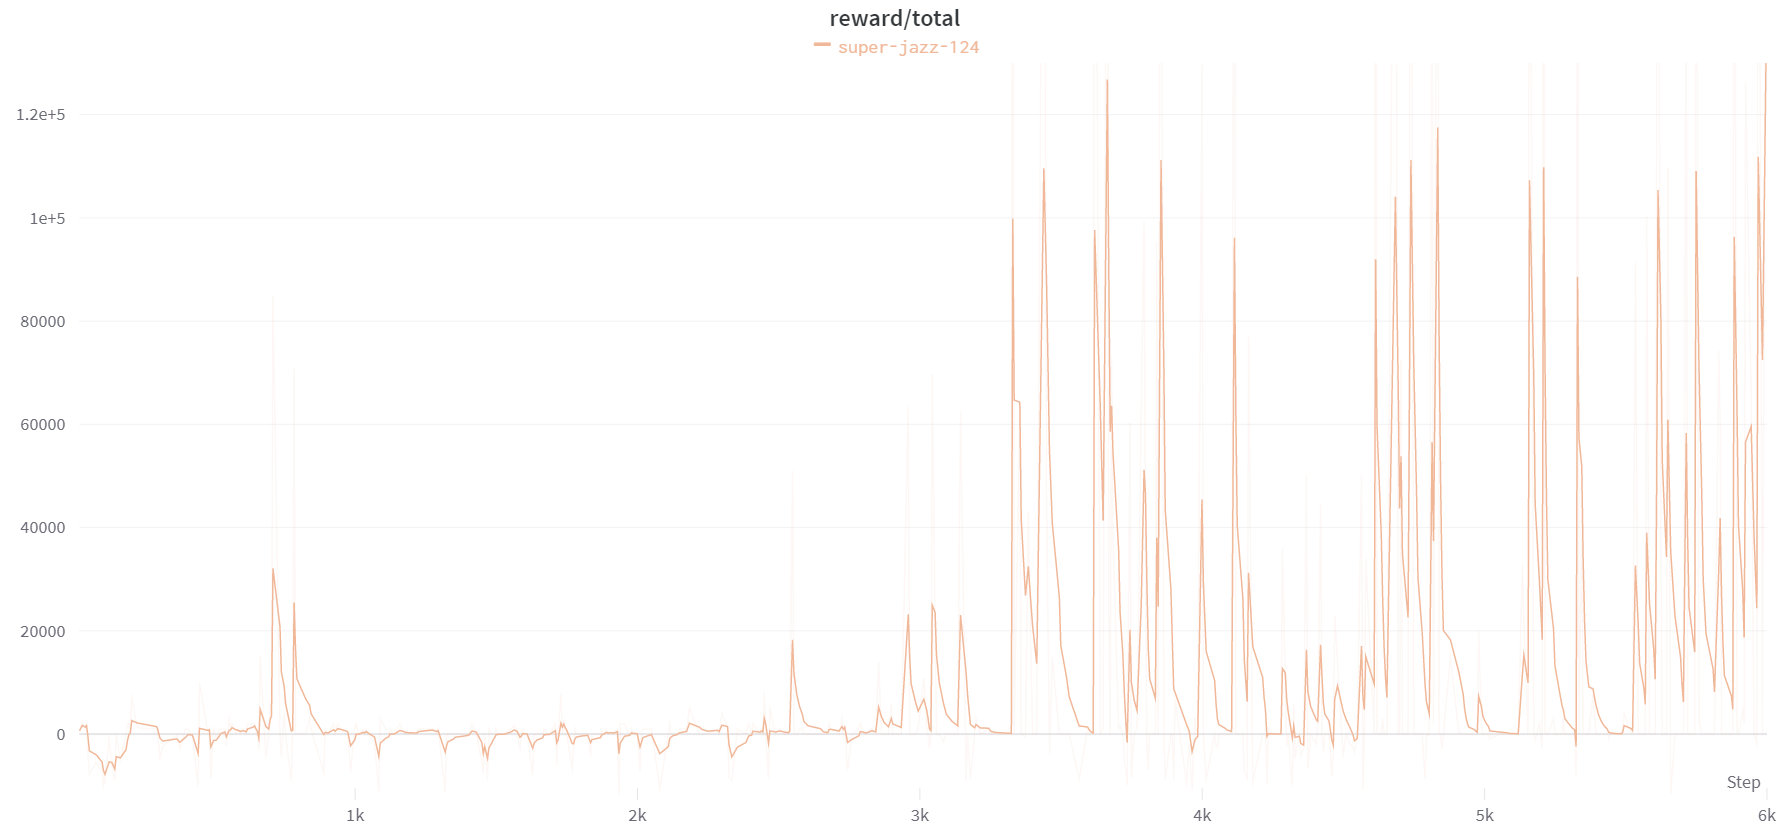 reward/total
super-jazz-124
1.2e+5
1e+5
80000
60000
40000
20000
0
Step
1k 2k 3k 4k 5k 6k